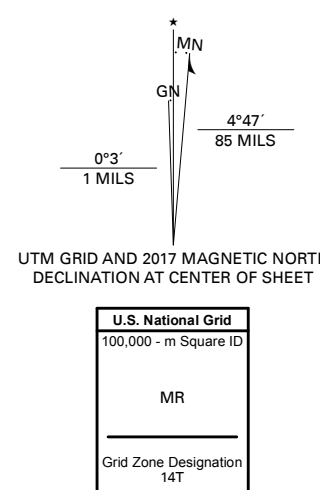 ★
MN
GN
4°47´
85 MILS
0°3´
1 MILS
UTM GRID AND 2017 MAGNETIC NORTH
DECLINATION AT CENTER OF SHEET
U.S. National Grid
100,000 - m Square ID
MR
Grid Zone Designation
14T